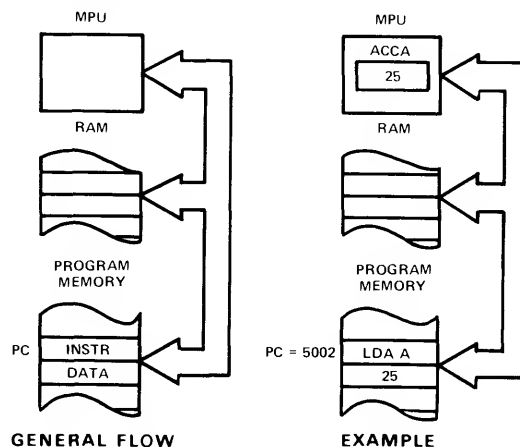 MPU
RAM
PROGRAM
MEMORY
PC
INSTR
DATA
GENERAL FLOW
MPU
ACCA
25
RAM
PROGRAM
MEMORY
PC = 5002
LDA A
25
EXAMPLE